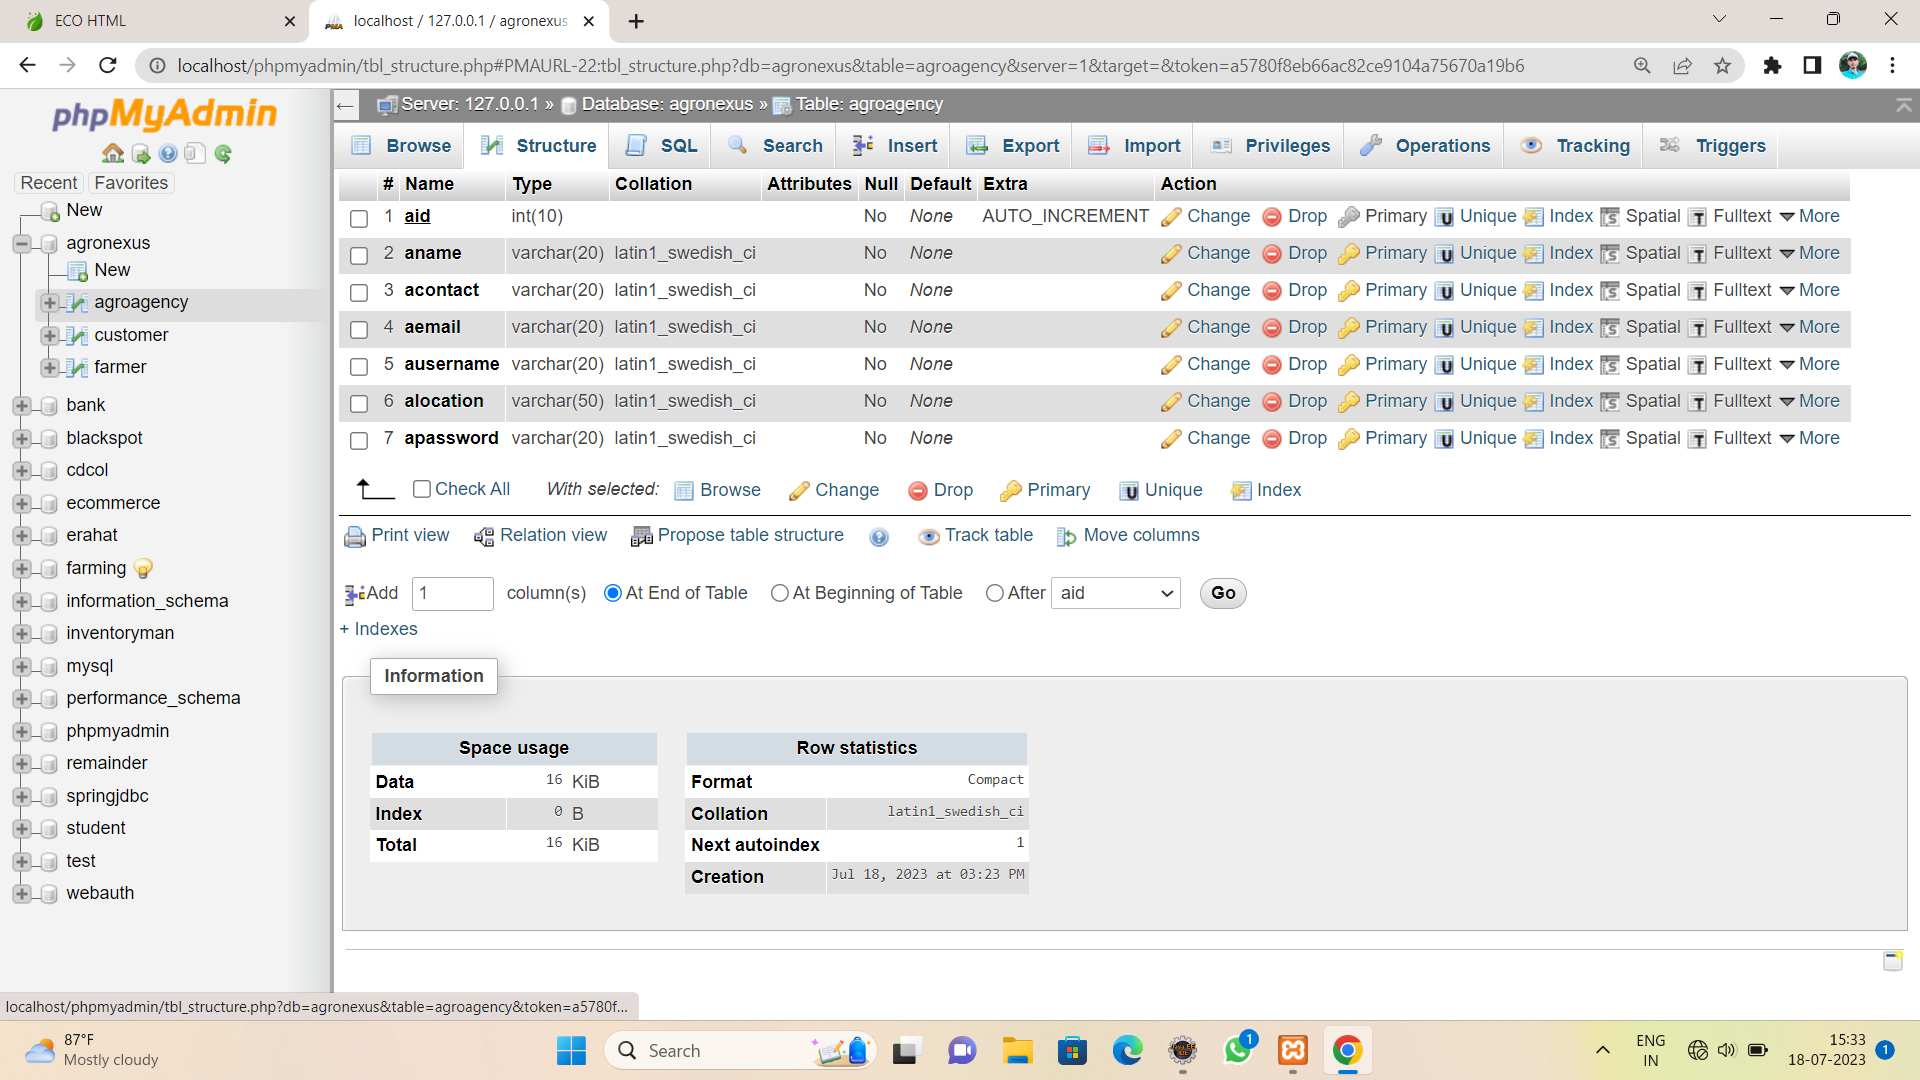 ECO HTML
localhost / 127.0.0.1 / agronexus
localhost/phpmyadmin/tbl_structure.php#PMAURL-22:tbl_structure.php?db=agronexus&table=agroagency&server=1&target=&token=a5780f8eb66ac82ce9104a75670a19b6
phpMyAdmin
Recent Favorites
New
agronexus
New
agroagency
customer
farmer
bank
blackspot
cdcol
ecommerce
erahat
farming
information_schema
inventoryman
mysql
performance_schema
phpmyadmin
remainder
springjdbc
student
test
webauth
Server: 127.0.0.1 » Database: agronexus » Table: agroagency
Browse Structure SQL Search Insert Export Import Privileges Operations Tracking Triggers
# Name Type Collation Attributes Null Default Extra Action
1 aid int(10) No None AUTO_INCREMENT Change Drop Primary Unique Index Spatial Fulltext More
2 aname varchar(20) latin1_swedish_ci No None Change Drop Primary Unique Index Spatial Fulltext More
3 acontact varchar(20) latin1_swedish_ci No None Change Drop Primary Unique Index Spatial Fulltext More
4 aemail varchar(20) latin1_swedish_ci No None Change Drop Primary Unique Index Spatial Fulltext More
5 ausername varchar(20) latin1_swedish_ci No None Change Drop Primary Unique Index Spatial Fulltext More
6 alocation varchar(50) latin1_swedish_ci No None Change Drop Primary Unique Index Spatial Fulltext More
7 apassword varchar(20) latin1_swedish_ci No None Change Drop Primary Unique Index Spatial Fulltext More
Check All With selected: Browse Change Drop Primary Unique Index
Print view Relation view Propose table structure Track table Move columns
Add 1 column(s) At End of Table At Beginning of Table After aid Go
+ Indexes
Information
Space usage
Data 16 KiB
Index 0 B
Total 16 KiB
Row statistics
Format Compact
Collation latin1_swedish_ci
Next autoindex 1
Creation Jul 18, 2023 at 03:23 PM
localhost/phpmyadmin/tbl_structure.php?db=agronexus&table=agroagency&token=a5780f...
87°F
Mostly cloudy
Search
1
ENG
IN
15:33
18-07-2023
1